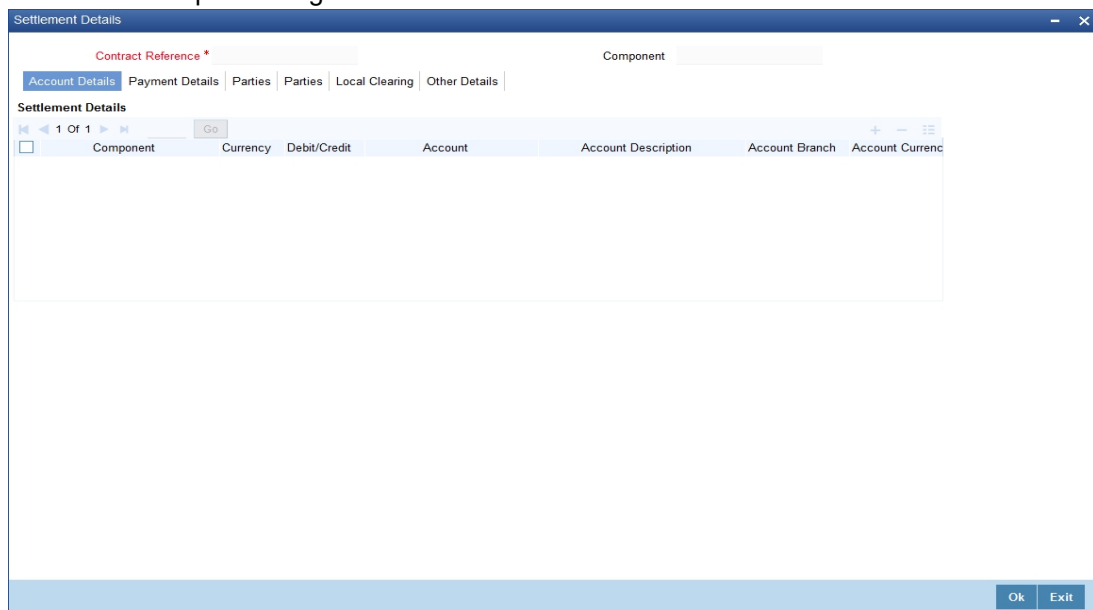 Settlement Details
Contract Reference * Component
Account Details Payment Details Parties Parties Local Clearing Other Details
Settlement Details
1 Of 1 Go
Component Currency Debit/Credit Account Account Description Account Branch Account Currenc
Ok Exit